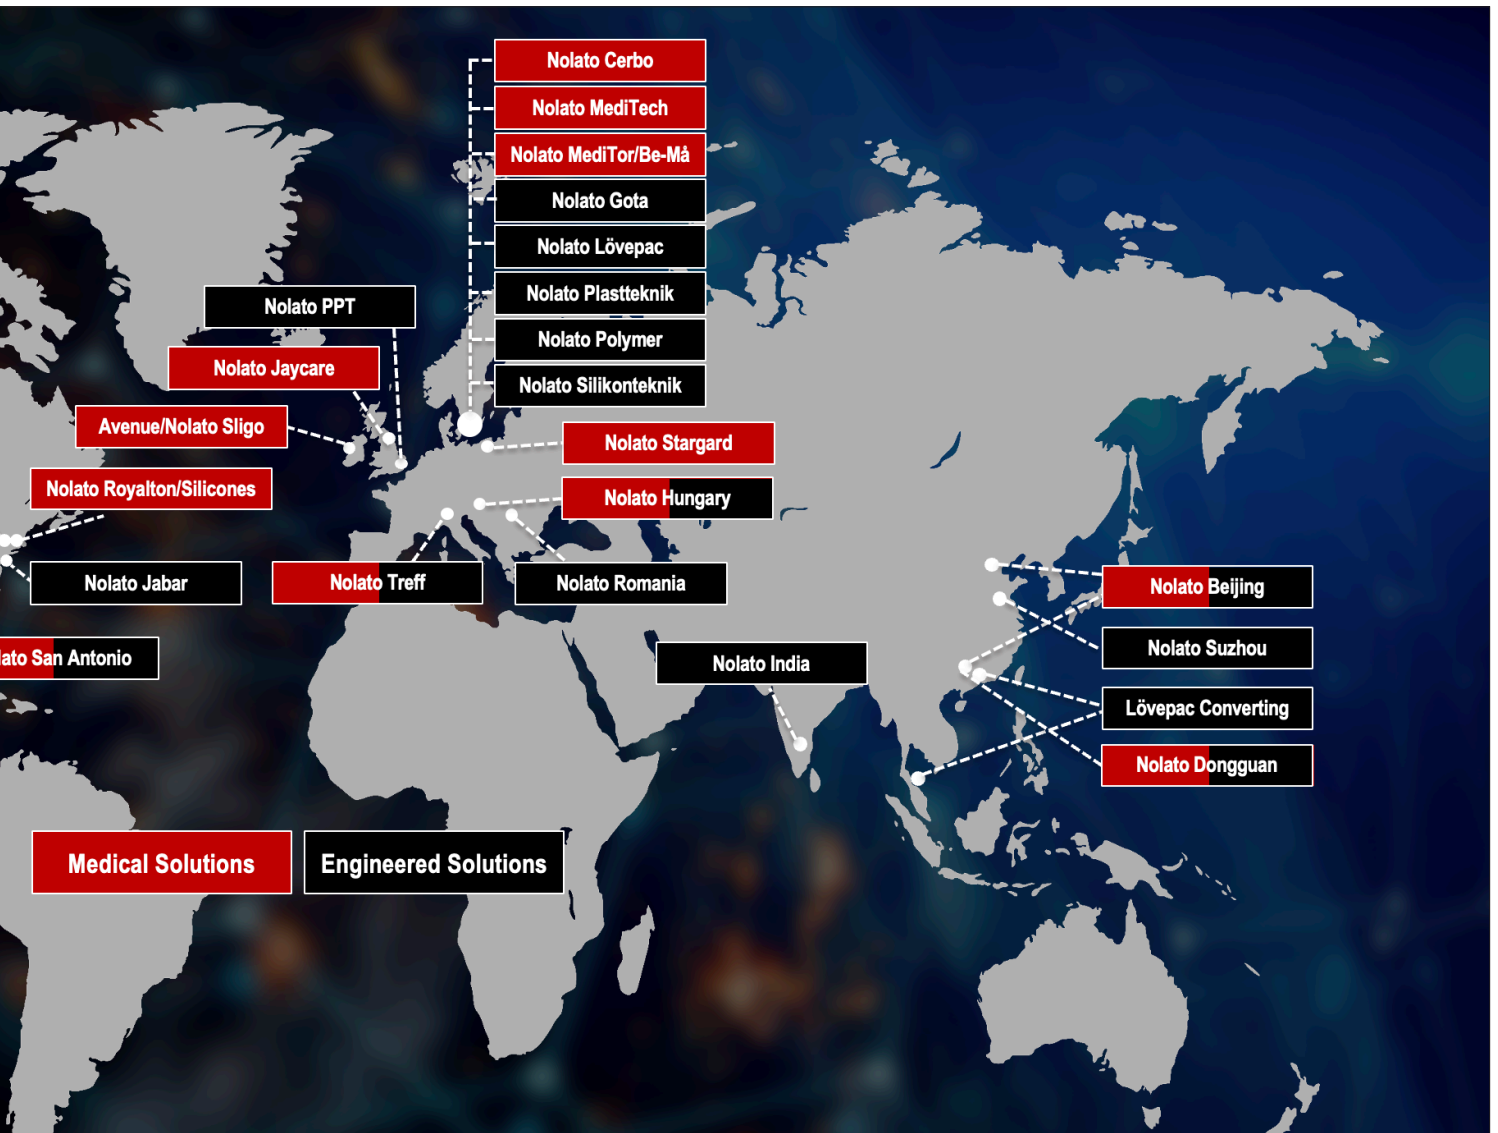 Nolato Cerbo
Nolato MediTech
Nolato MediTor/Be-Må
Nolato Gota
Nolato Lövepac
Nolato Plastteknik
Nolato Polymer
Nolato Silikonteknik
Nolato PPT
Nolato Jaycare
Avenue/Nolato Sligo
Nolato Stargard
Nolato Royalton/Silicones
Nolato Hungary
Nolato Jabar
Nolato Treff
Nolato Romania
Nolato Beijing
Nolato Suzhou
San Antonio
Nolato India
Lövepac Converting
Nolato Dongguan
Medical Solutions
Engineered Solutions